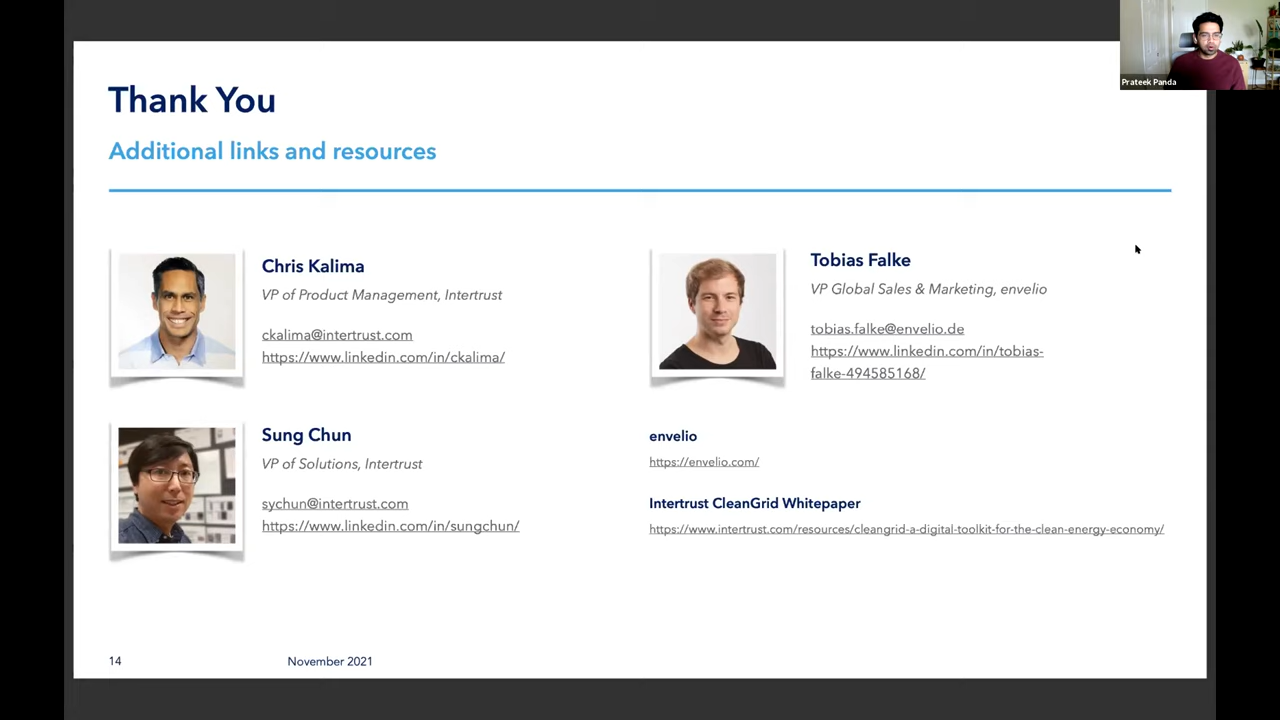 Prateek Panda
Thank You
Additional links and resources
Chris Kalima
VP of Product Management, Intertrust
ckalima@intertrust.com
https://www.linkedin.com/in/ckalima/
Tobias Falke
VP Global Sales & Marketing, envelio
tobias.falke@envelio.de
https://www.linkedin.com/in/tobias-
falke-494585168/
Sung Chun
VP of Solutions, Intertrust
sychun@intertrust.com
https://www.linkedin.com/in/sungchun/
envelio
https://envelio.com/
Intertrust CleanGrid Whitepaper
https://www.intertrust.com/resources/cleangrid-a-digital-toolkit-for-the-clean-energy-economy/
14
November 2021